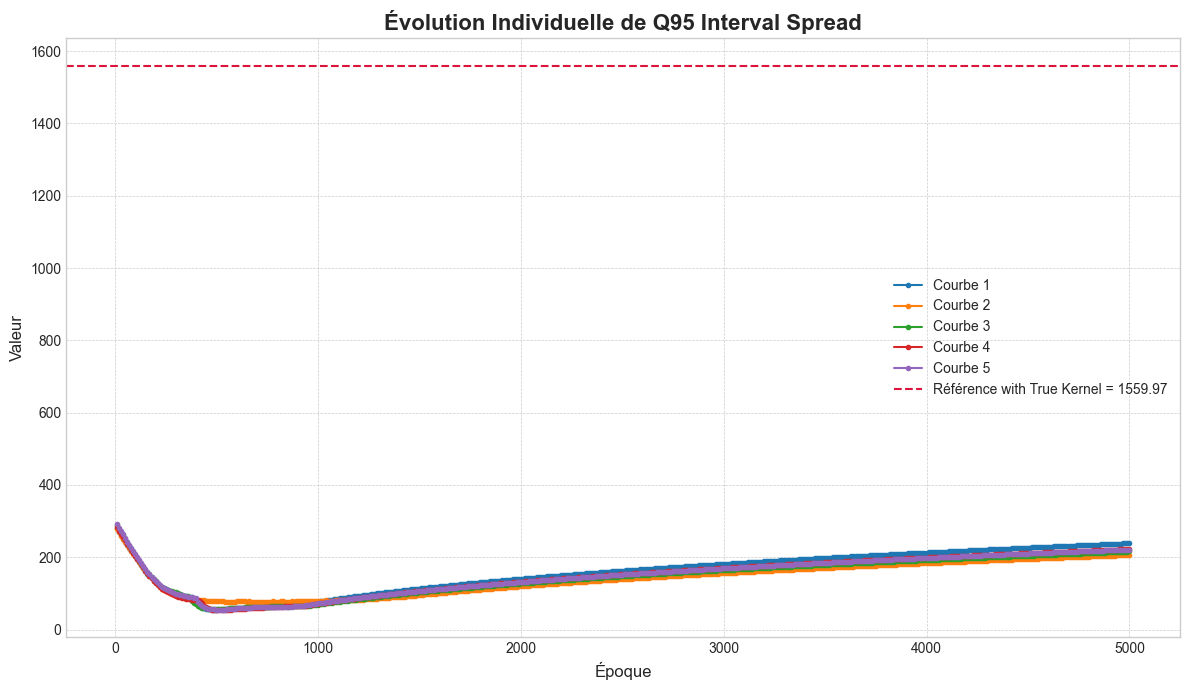 Évolution Individuelle de Q95 Interval Spread
Valeur
1600
1400
1200
1000
800
600
400
200
0
Courbe 1
Courbe 2
Courbe 3
Courbe 4
Courbe 5
Référence with True Kernel = 1559.97
0
1000
2000
3000
4000
5000
Époque